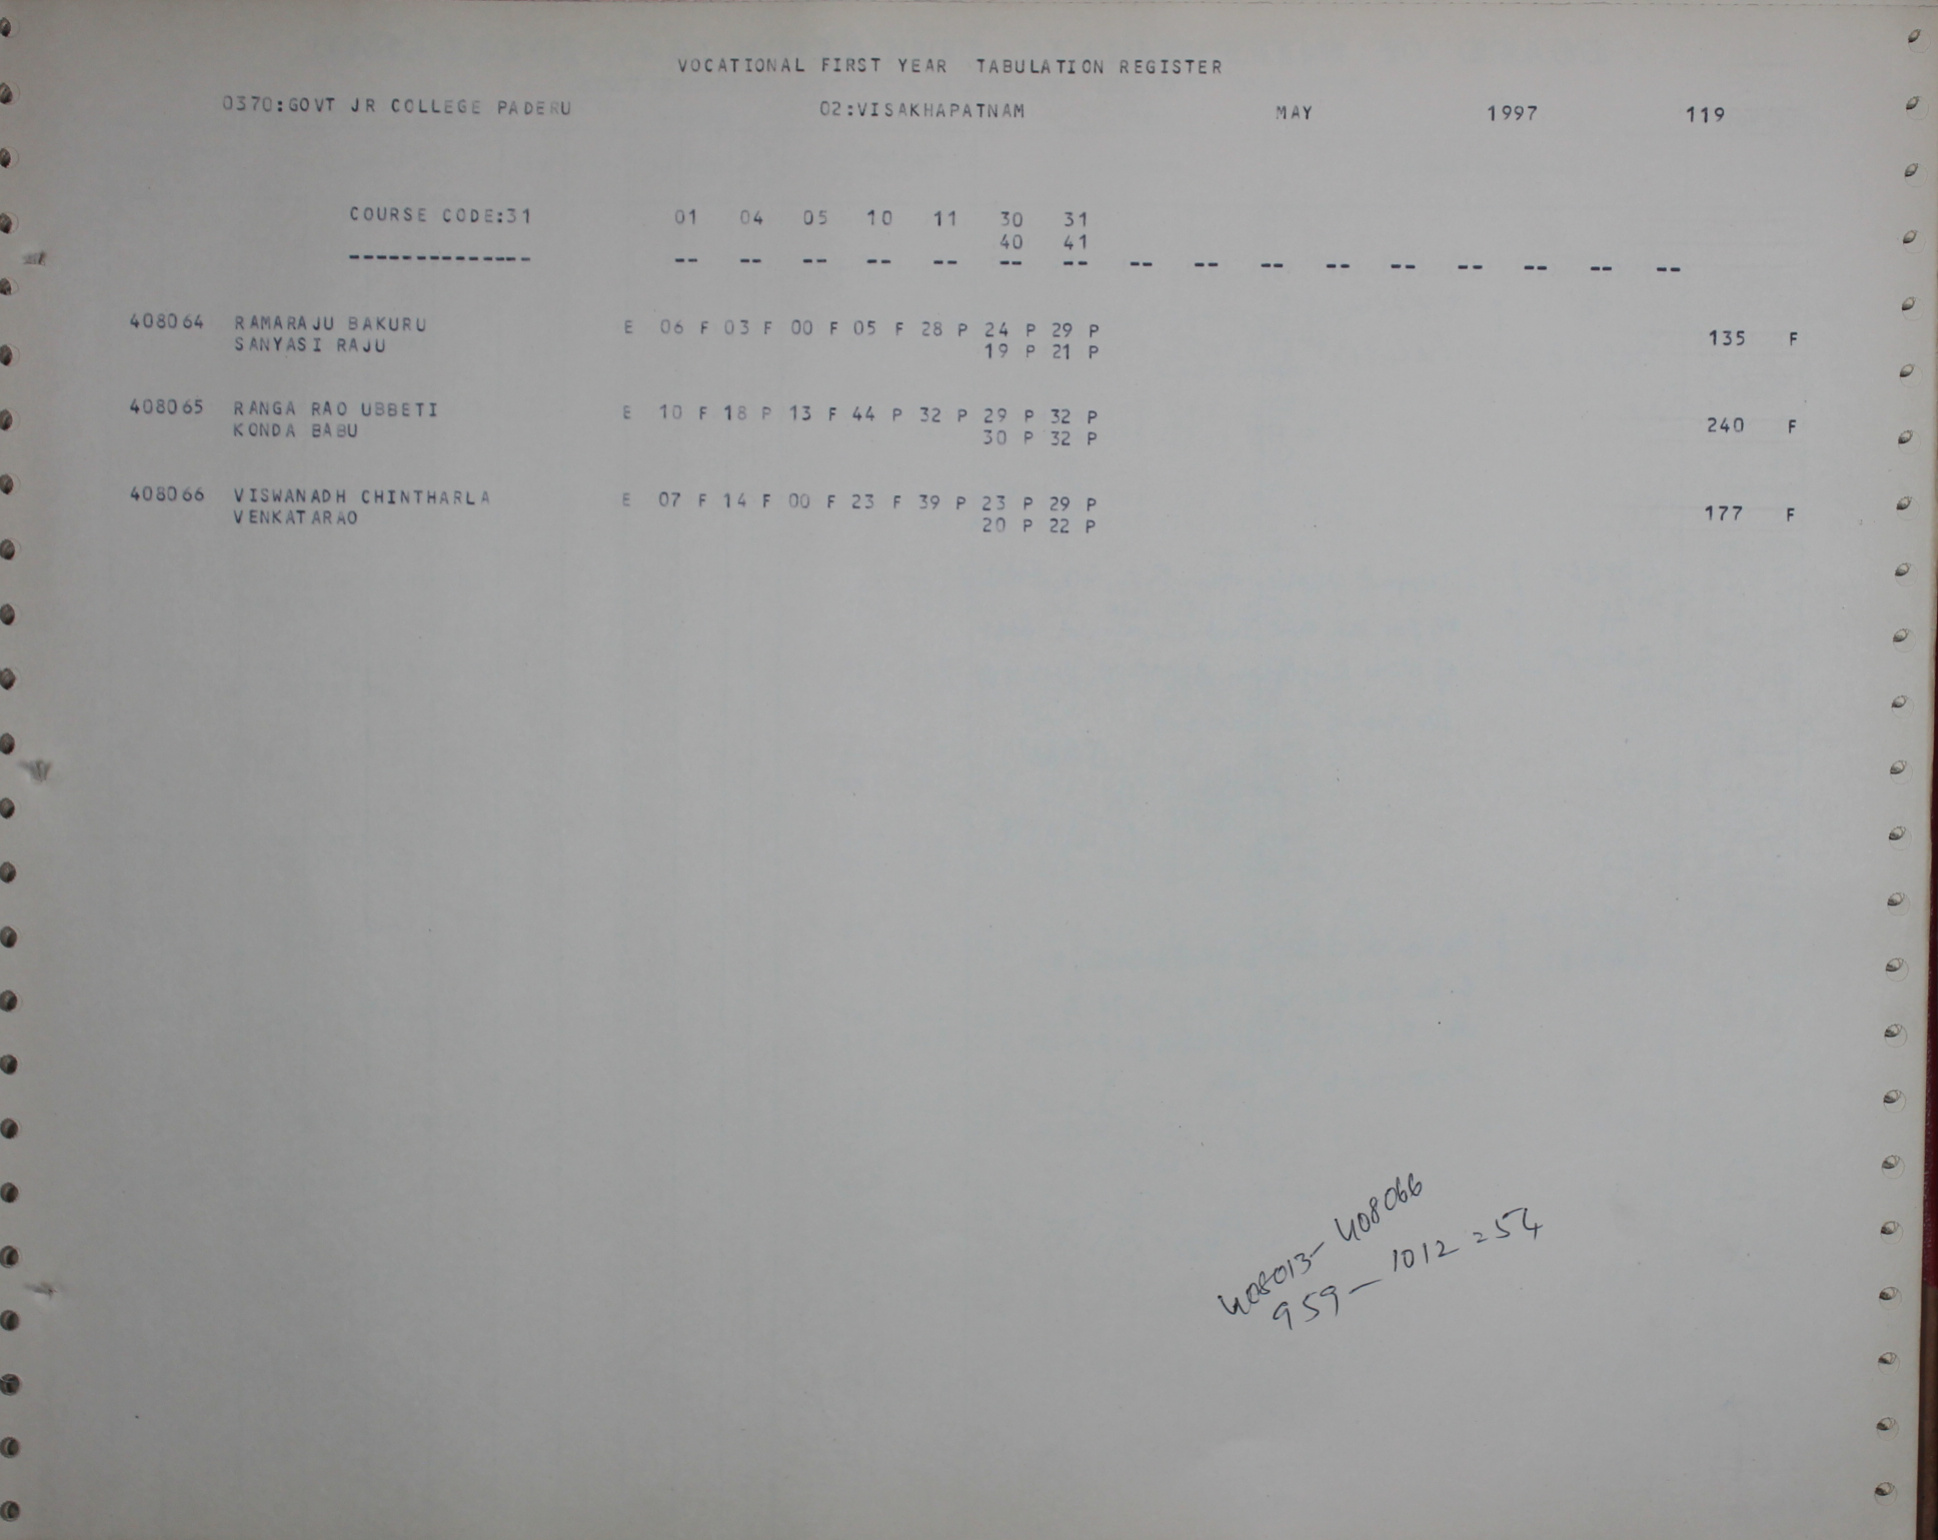 VOCATIONAL FIRST YEAR TABULATION REGISTER
0370:GOVT JR COLLEGE PADERU 02:VISAKHAPATNAM MAY 1997 119
COURSE CODE:31 01 04 05 10 11 30 31
40 41
-------------- -- -- -- -- -- -- -- -- -- -- -- -- -- -- -- --
408064 RAMARAJU BAKURU E 06 F 03 F 00 F 05 F 28 P 24 P 29 P 135 F
SANYASI RAJU 19 P 21 P
408065 RANGA RAO UBBETI E 10 F 18 P 13 F 44 P 32 P 29 P 32 P 240 F
KONDA BABU 30 P 32 P
408066 VISWANADH CHINTHARLA E 07 F 14 F 00 F 23 F 39 P 23 P 29 P 177 F
VENKATARAO 20 P 22 P
408013- 408066
959- 1012 = 54